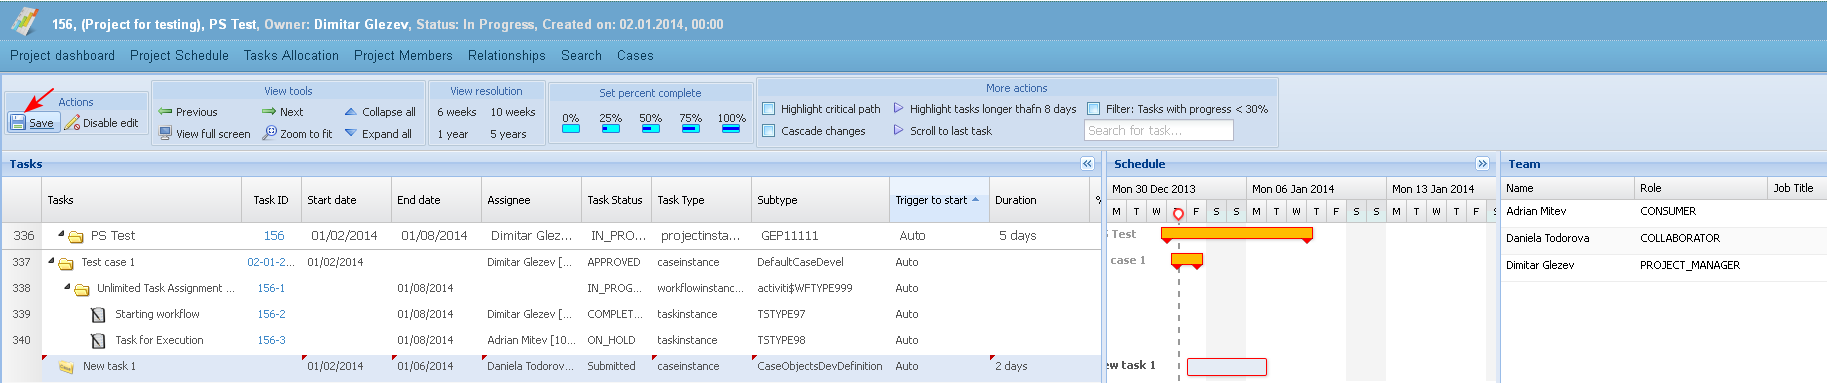 156, (Project for testing), PS Test, Owner: Dimitar Glezev, Status: In Progress, Created on: 02.01.2014, 00:00
Project dashboard Project Schedule Tasks Allocation Project Members Relationships Search Cases
Actions
Save Disable edit
View tools
Previous Next Collapse all
View full screen Zoom to fit Expand all
View resolution
6 weeks 10 weeks
1 year 5 years
Set percent complete
0% 25% 50% 75% 100%
More actions
Highlight critical path Highlight tasks longer thafn 8 days Filter: Tasks with progress < 30%
Cascade changes Scroll to last task Search for task...
Tasks
Tasks Task ID Start date End date Assignee Task Status Task Type Subtype Trigger to start Duration %
336 PS Test 156 01/02/2014 01/08/2014 Dimitar Glez... IN_PRO... projectinsta... GEP11111 Auto 5 days
337 Test case 1 02-01-2... 01/02/2014 Dimitar Glezev [... APPROVED caseinstance DefaultCaseDevel Auto
338 Unlimited Task Assignment ... 156-1 01/08/2014 IN_PROG... workflowinstanc... activiti$WFTYPE999 Auto
339 Starting workflow 156-2 01/08/2014 Dimitar Glezev [... COMPLET... taskinstance TSTYPE97 Auto
340 Task for Execution 156-3 01/08/2014 Adrian Mitev [10... ON_HOLD taskinstance TSTYPE98 Auto
New task 1 01/02/2014 01/06/2014 Daniela Todorov... Submitted caseinstance CaseObjectsDevDefinition Auto 2 days
Schedule
Mon 30 Dec 2013 Mon 06 Jan 2014 Mon 13 Jan 2014
M T W T F S S M T W T F S S M T W T F S
S Test
case 1
ew task 1
Team
Name Role Job Title
Adrian Mitev CONSUMER
Daniela Todorova COLLABORATOR
Dimitar Glezev PROJECT_MANAGER